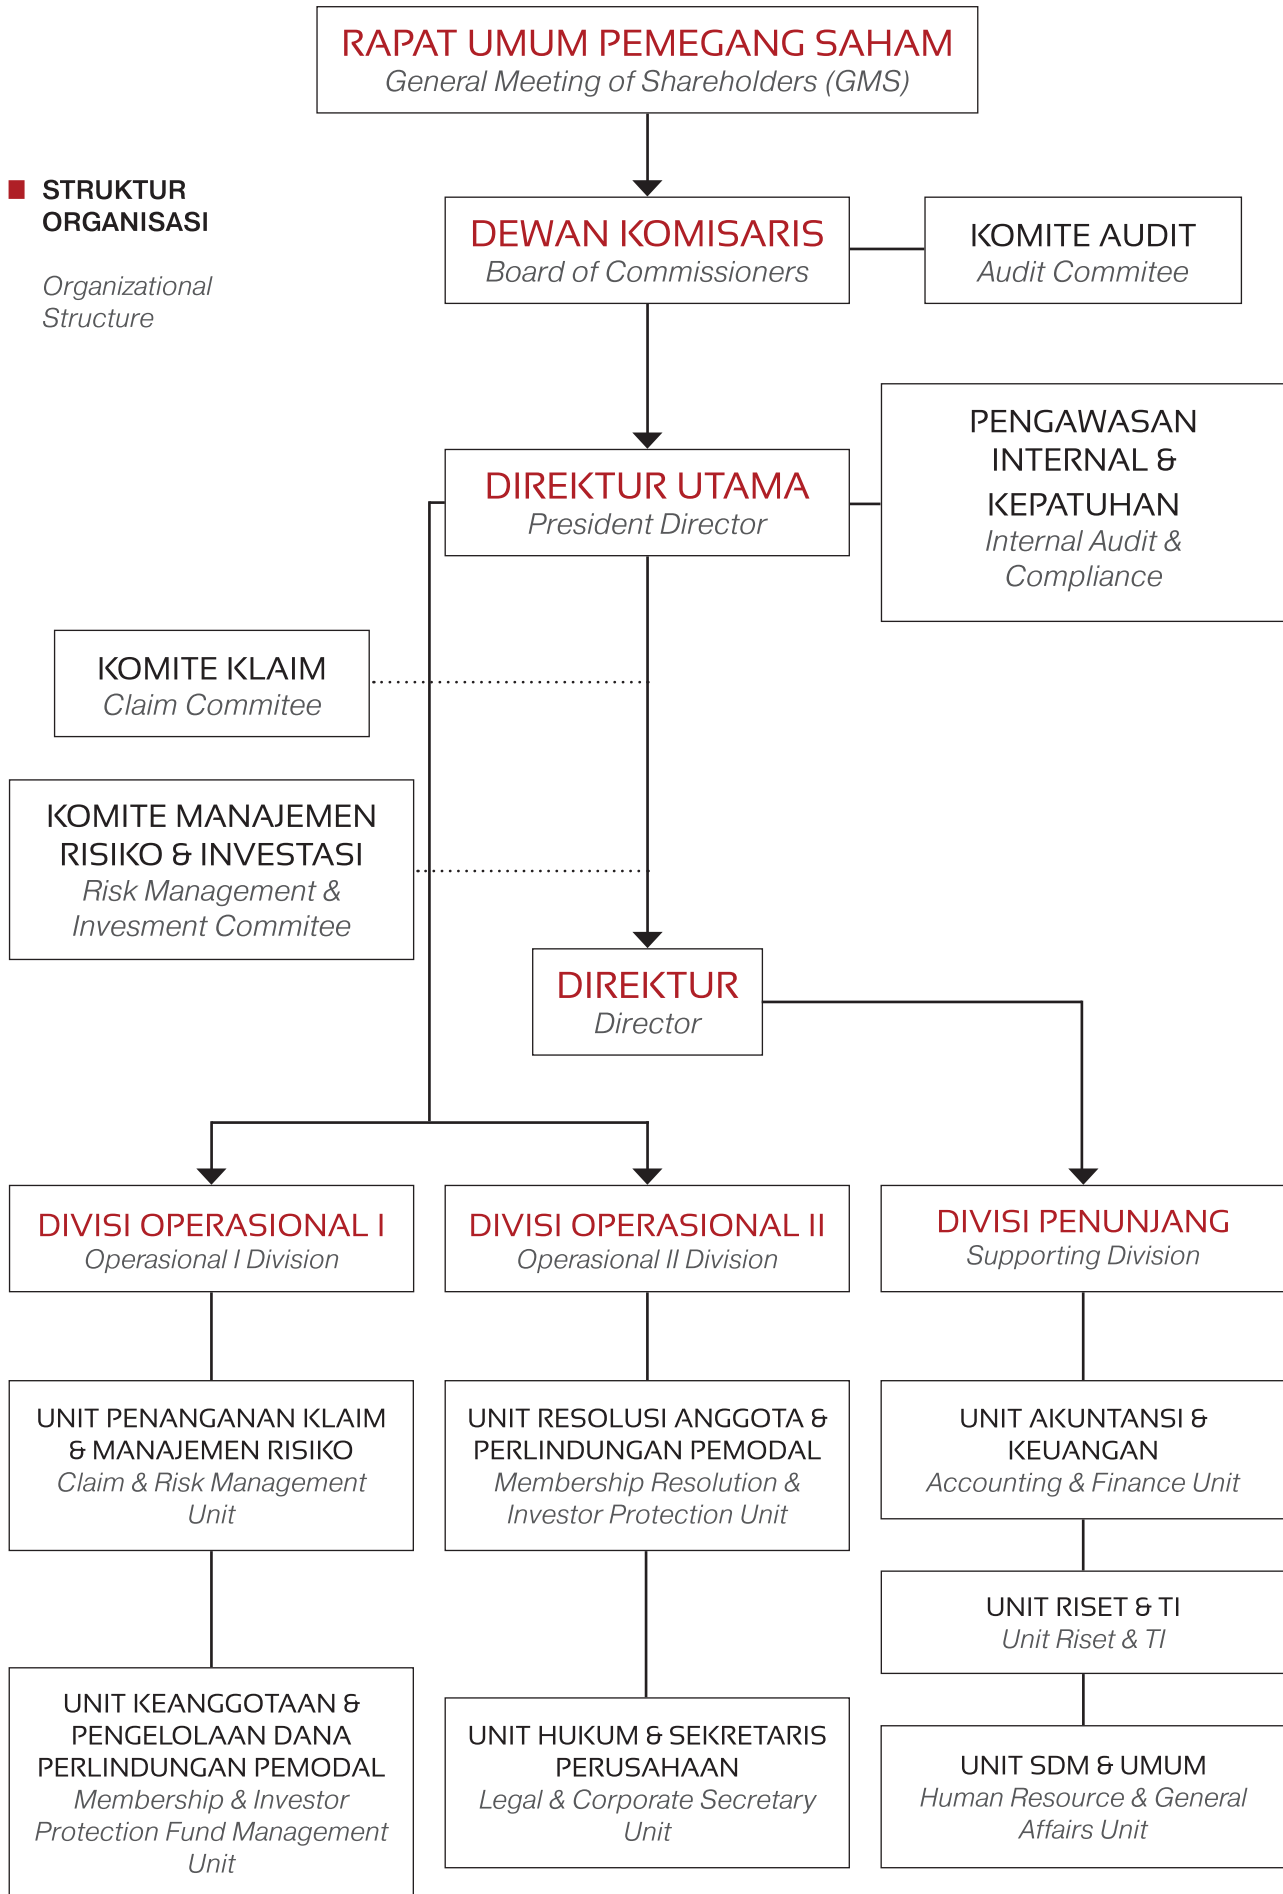 RAPAT UMUM PEMEGANG SAHAM
General Meeting of Shareholders (GMS)
STRUKTUR
ORGANISASI
Organizational
Structure
DEWAN KOMISARIS
Board of Commissioners
KOMITE AUDIT
Audit Commitee
PENGAWASAN
INTERNAL &
KEPATUHAN
Internal Audit &
Compliance
DIREKTUR UTAMA
President Director
KOMITE KLAIM
Claim Commitee
KOMITE MANAJEMEN
RISIKO & INVESTASI
Risk Management &
Invesment Commitee
DIREKTUR
Director
DIVISI OPERASIONAL I
Operasional I Division
DIVISI OPERASIONAL II
Operasional II Division
DIVISI PENUNJANG
Supporting Division
UNIT PENANGANAN KLAIM
& MANAJEMEN RISIKO
Claim & Risk Management
Unit
UNIT RESOLUSI ANGGOTA &
PERLINDUNGAN PEMODAL
Membership Resolution &
Investor Protection Unit
UNIT AKUNTANSI &
KEUANGAN
Accounting & Finance Unit
UNIT RISET & TI
Unit Riset & TI
UNIT KEANGGOTAAN &
PENGELOLAAN DANA
PERLINDUNGAN PEMODAL
Membership & Investor
Protection Fund Management
Unit
UNIT HUKUM & SEKRETARIS
PERUSAHAAN
Legal & Corporate Secretary
Unit
UNIT SDM & UMUM
Human Resource & General
Affairs Unit